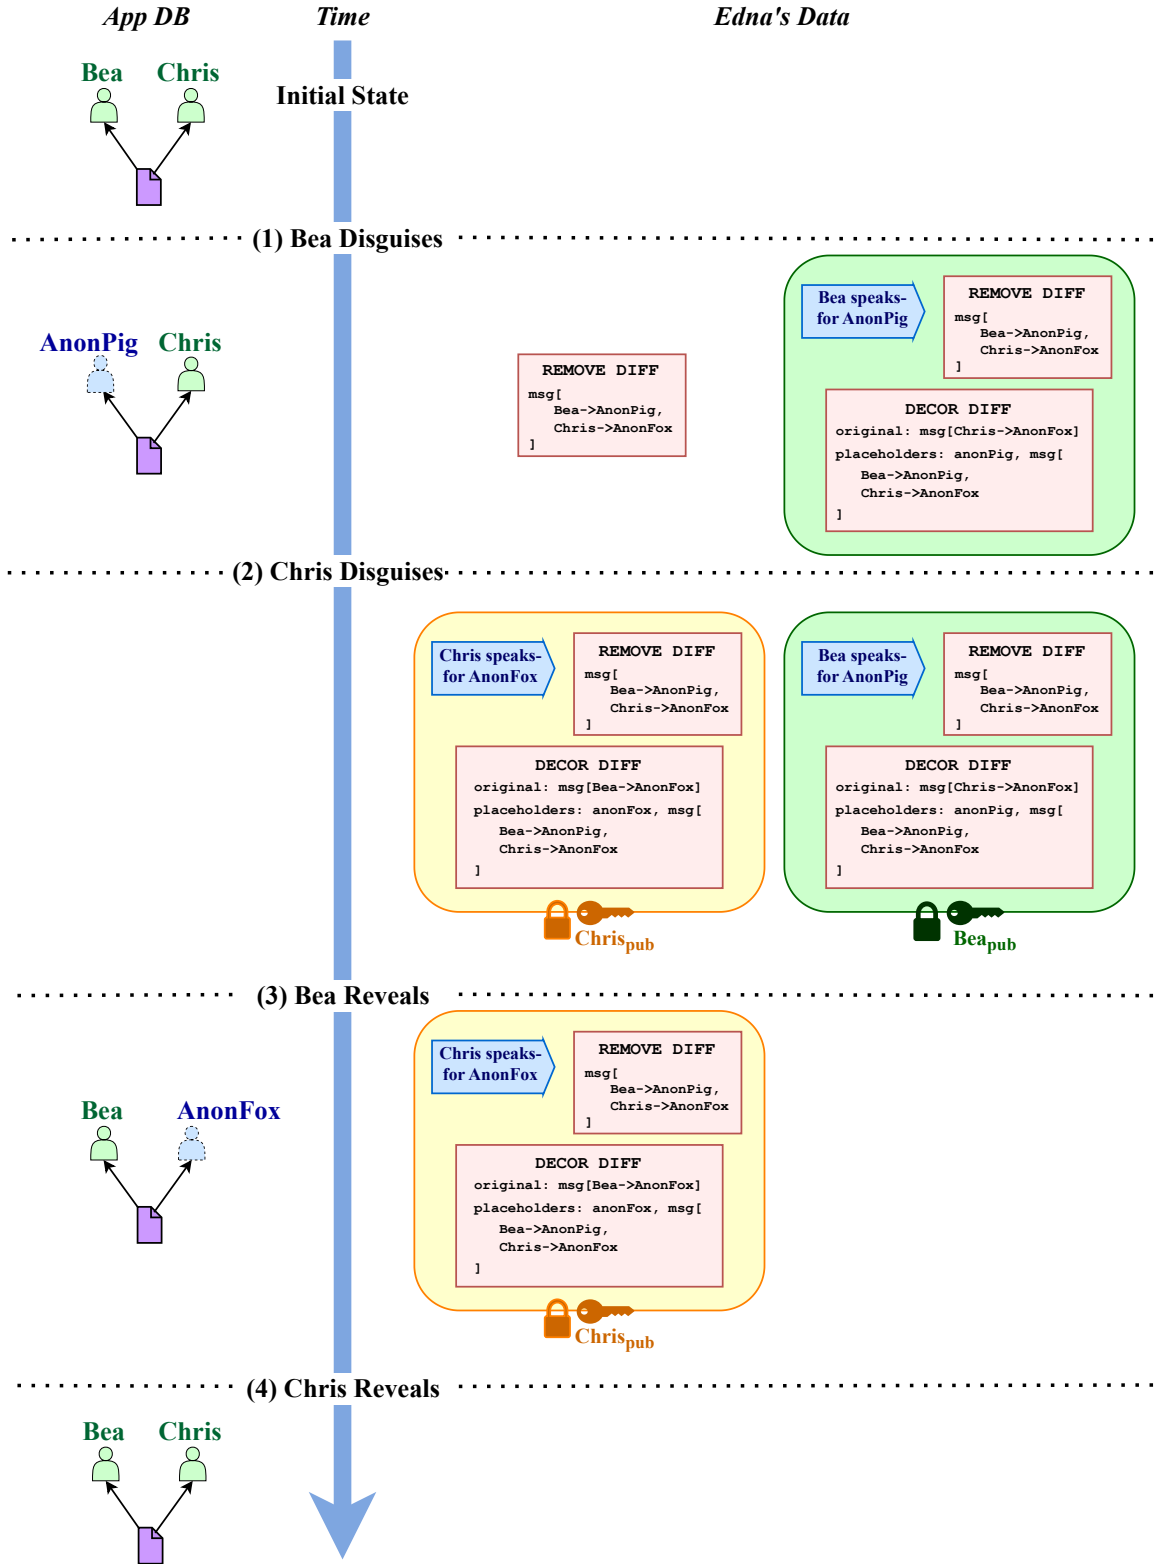 App DB
Time
Edna's Data
Bea
Chris
Initial State
(1) Bea Disguises
AnonPig
Chris
REMOVE DIFF
msg[
Bea->AnonPig,
Chris->AnonFox
]
Bea speaks-
for AnonPig
REMOVE DIFF
msg[
Bea->AnonPig,
Chris->AnonFox
]
DECOR DIFF
original: msg[Chris->AnonFox]
placeholders: anonPig, msg[
Bea->AnonPig,
Chris->AnonFox
]
(2) Chris Disguises
Chris speaks-
for AnonFox
REMOVE DIFF
msg[
Bea->AnonPig,
Chris->AnonFox
]
DECOR DIFF
original: msg[Bea->AnonFox]
placeholders: anonFox, msg[
Bea->AnonPig,
Chris->AnonFox
]
Chris pub
Bea speaks-
for AnonPig
REMOVE DIFF
msg[
Bea->AnonPig,
Chris->AnonFox
]
DECOR DIFF
original: msg[Chris->AnonFox]
placeholders: anonPig, msg[
Bea->AnonPig,
Chris->AnonFox
]
Bea pub
(3) Bea Reveals
Bea
AnonFox
Chris speaks-
for AnonFox
REMOVE DIFF
msg[
Bea->AnonPig,
Chris->AnonFox
]
DECOR DIFF
original: msg[Bea->AnonFox]
placeholders: anonFox, msg[
Bea->AnonPig,
Chris->AnonFox
]
Chris pub
(4) Chris Reveals
Bea
Chris